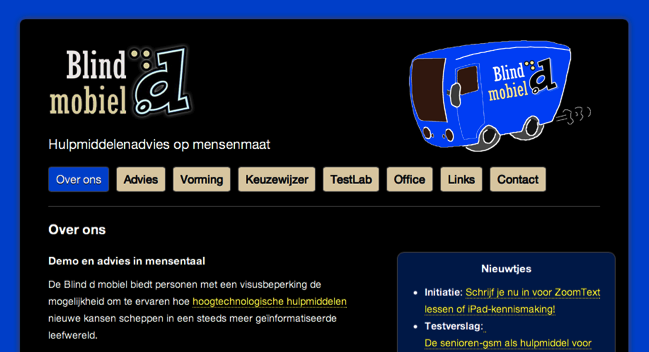 Blind d
mobiel
Blind d
mobiel
Hulpmiddelenadvies op mensenmaat
Over ons
Advies
Vorming
Keuzewijzer
TestLab
Office
Links
Contact
Over ons
Demo en advies in mensentaal
De Blind d mobiel biedt personen met een visusbeperking de
mogelijkheid om te ervaren hoe hoogtechnologische hulpmiddelen
nieuwe kansen scheppen in een steeds meer geïnformatiseerde
leefwereld.
Nieuwtjes
Initiatie: Schrijf je nu in voor ZoomText
lessen of iPad-kennismaking!
Testverslag:
De senioren-gsm als hulpmiddel voor